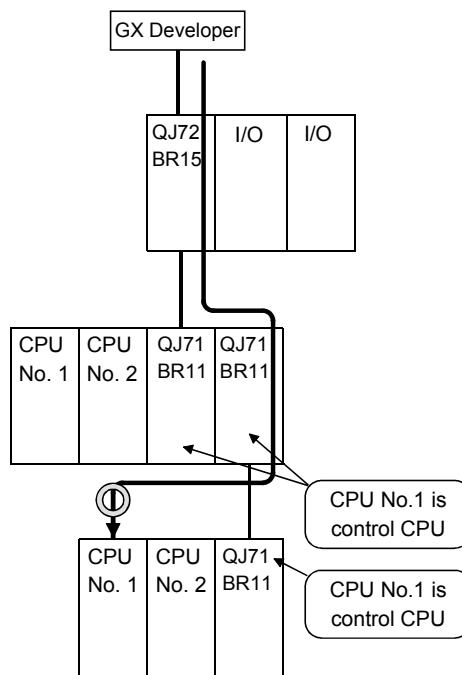 GX Developer
QJ72
BR15
I/O
I/O
CPU
No. 1
CPU
No. 2
QJ71
BR11
QJ71
BR11
CPU No.1 is
control CPU
CPU
No. 1
CPU
No. 2
QJ71
BR11
CPU No.1 is
control CPU